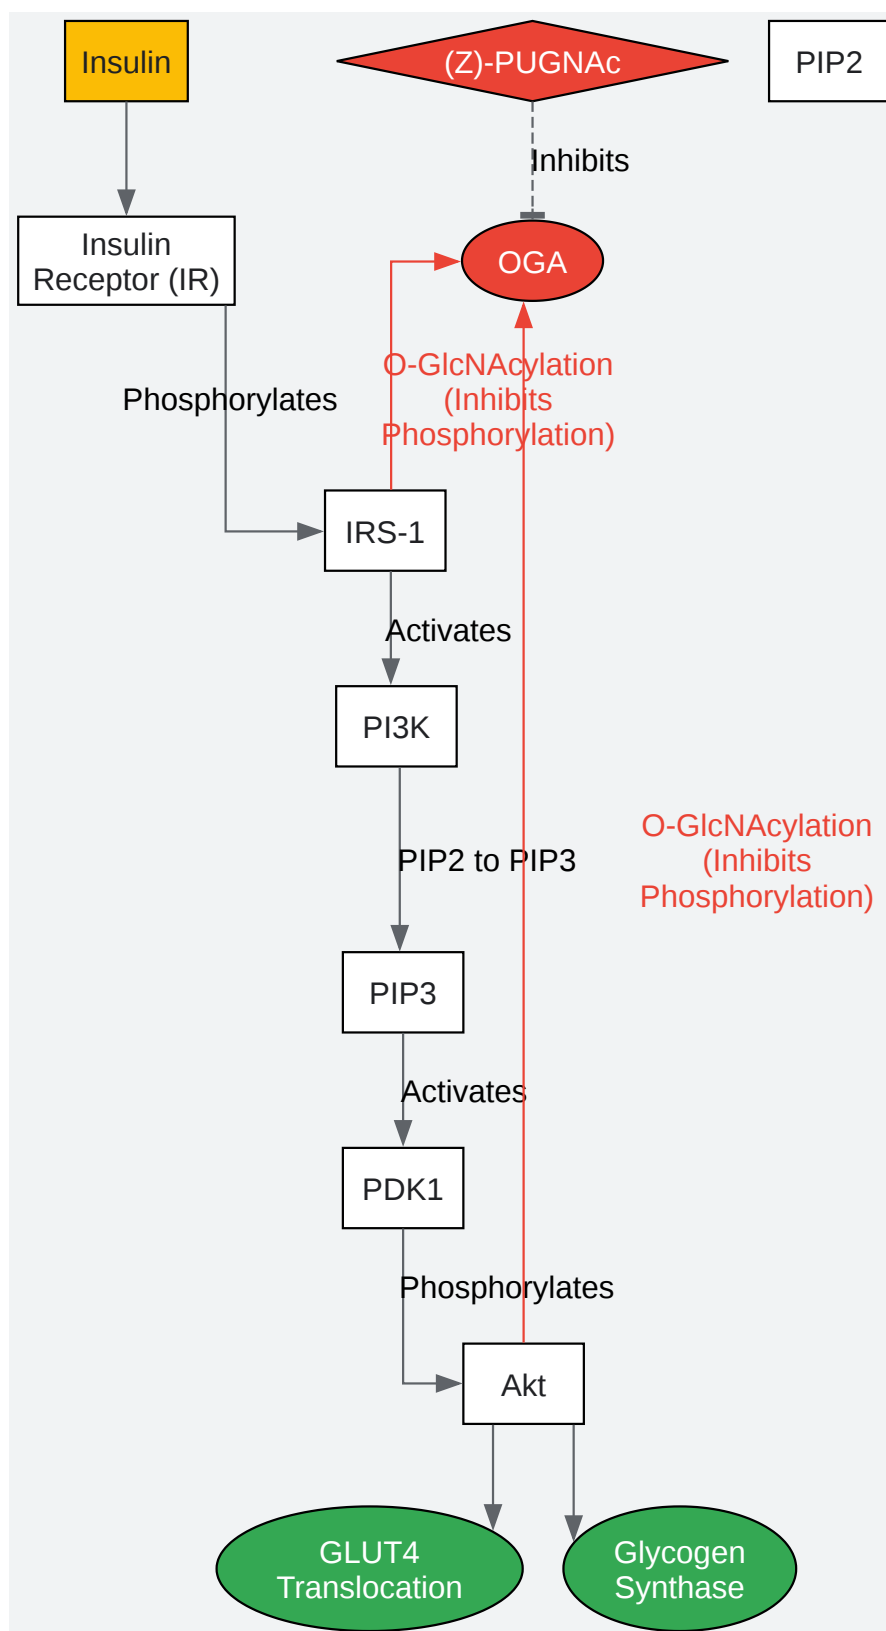 Insulin
(Z)-PUGNAc
PIP2
Inhibits
Insulin
Receptor (IR)
OGA
Phosphorylates
O-GlcNAcylation
(Inhibits
Phosphorylation)
IRS-1
Activates
PI3K
PIP2 to PIP3
O-GlcNAcylation
(Inhibits
Phosphorylation)
PIP3
Activates
PDK1
Phosphorylates
Akt
GLUT4
Translocation
Glycogen
Synthase